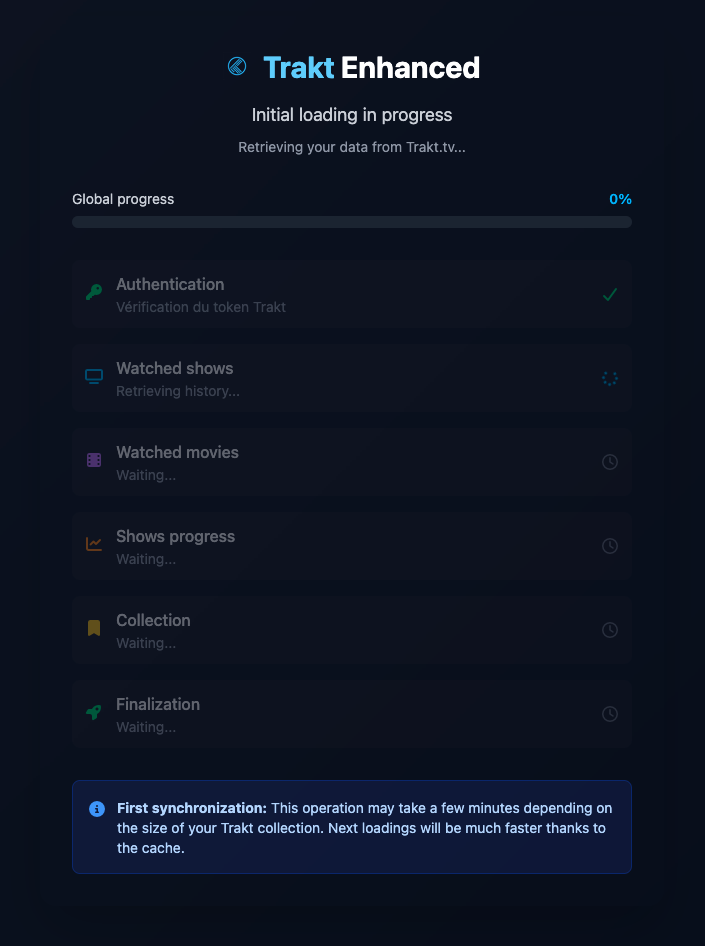 Trakt Enhanced
Initial loading in progress
Retrieving your data from Trakt.tv...
Global progress 0%
Authentication
Vérification du token Trakt
Watched shows
Retrieving history...
Watched movies
Waiting...
Shows progress
Waiting...
Collection
Waiting...
Finalization
Waiting...
First synchronization: This operation may take a few minutes depending on
the size of your Trakt collection. Next loadings will be much faster thanks to
the cache.